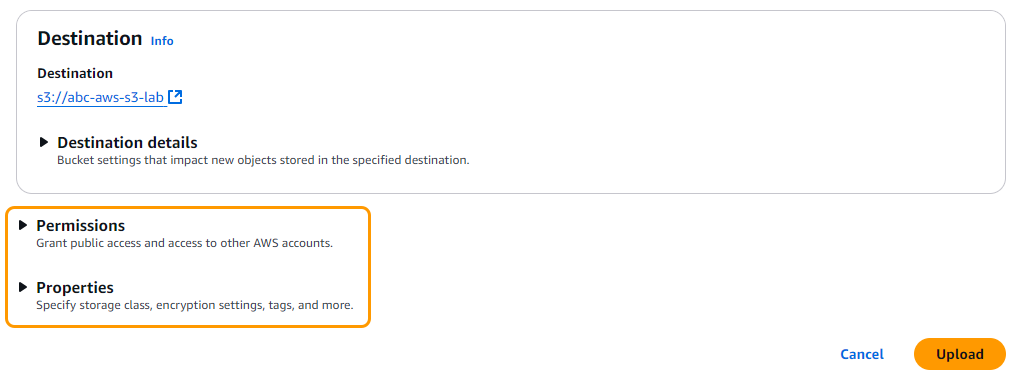 Destination Info
Destination
s3://abc-aws-s3-lab
Destination details
Bucket settings that impact new objects stored in the specified destination.
Permissions
Grant public access and access to other AWS accounts.
Properties
Specify storage class, encryption settings, tags, and more.
Cancel Upload